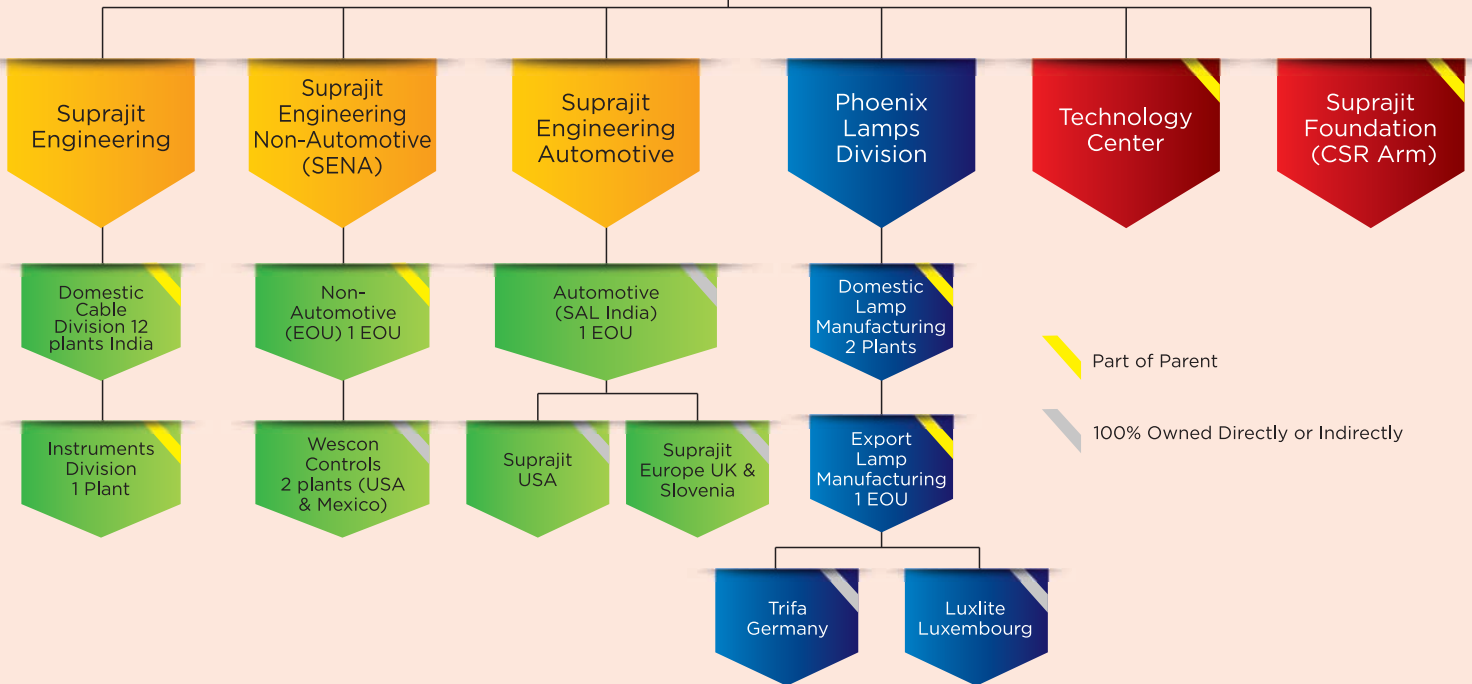 Suprajit
Engineering
Suprajit
Engineering
Non-Automotive
(SENA)
Suprajit
Engineering
Automotive
Phoenix
Lamps
Division
Technology
Center
Suprajit
Foundation
(CSR Arm)
Domestic
Cable
Division 12
plants India
Non-
Automotive
(EOU) 1 EOU
Automotive
(SAL India)
1 EOU
Domestic
Lamp
Manufacturing
2 Plants
Part of Parent
100% Owned Directly or Indirectly
Instruments
Division
1 Plant
Wescon
Controls
2 plants (USA
& Mexico)
Suprajit
USA
Suprajit
Europe UK &
Slovenia
Export
Lamp
Manufacturing
1 EOU
Trifa
Germany
Luxlite
Luxembourg